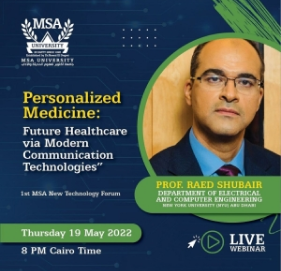 MSA
UNIVERSITY
MSA UNIVERSITY
Personalized
Medicine:
Future Healthcare
via Modern
Communication
Technologies"
1st MSA New Technology Forum
PROF. RAED SHUBAIR
DEPARTMENT OF ELECTRICAL
AND COMPUTER ENGINEERING
NEW YORK UNIVERSITY (NYU) ABU DHABI
Thursday 19 May 2022
8 PM Cairo Time
LIVE
WEBINAR